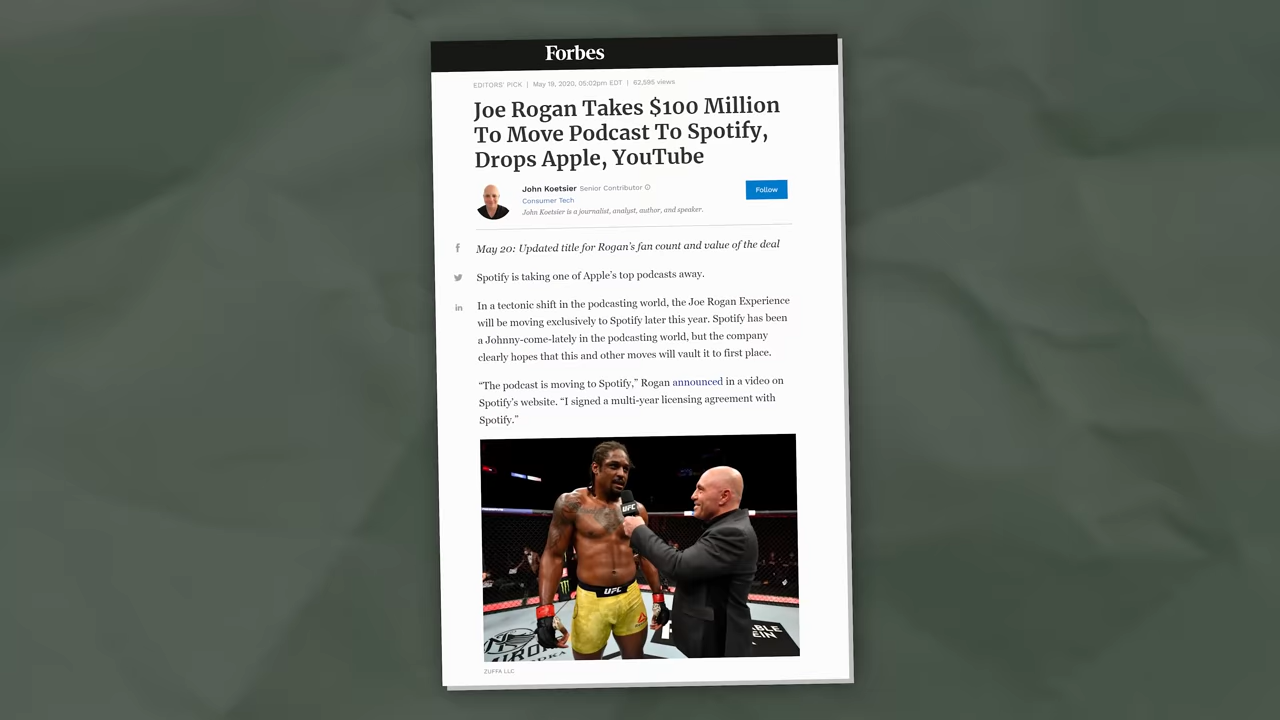 Forbes
EDITORS' PICK | May 19, 2020, 05:02pm EDT | 62,595 views
Joe Rogan Takes $100 Million
To Move Podcast To Spotify,
Drops Apple, YouTube
John Koetsier Senior Contributor
Follow
Consumer Tech
John Koetsier is a journalist, analyst, author, and speaker.
May 20: Updated title for Rogan's fan count and value of the deal
Spotify is taking one of Apple's top podcasts away.
In a tectonic shift in the podcasting world, the Joe Rogan Experience
will be moving exclusively to Spotify later this year. Spotify has been
a Johnny-come-lately in the podcasting world, but the company
clearly hopes that this and other moves will vault it to first place.
“The podcast is moving to Spotify,” Rogan announced in a video on
Spotify's website. “I signed a multi-year licensing agreement with
Spotify.”
UFC
UFC
ZUFFA LLC